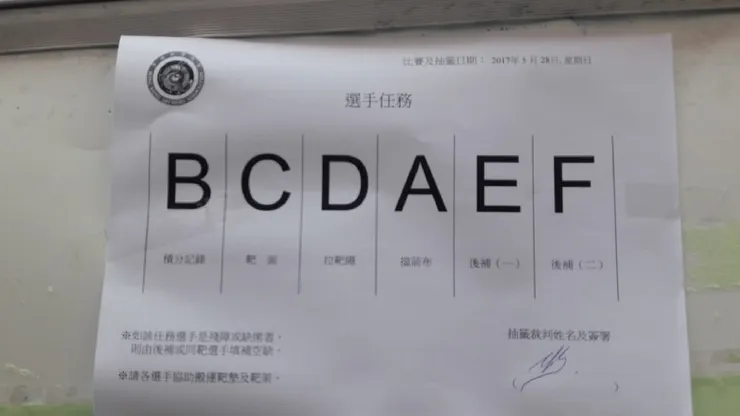 比賽及抽籤日期： 2017年5月28日, 星期日
選手任務
B C D A E F
積分記錄 靶面 拉靶繩 擋箭布 後補（一） 後補（二）
※如該任務選手是殘障或缺席者，
則由後補或同靶選手填補空缺。
※請各選手協助搬運靶墊及靶架。
抽籤裁判姓名及簽署
（ ）